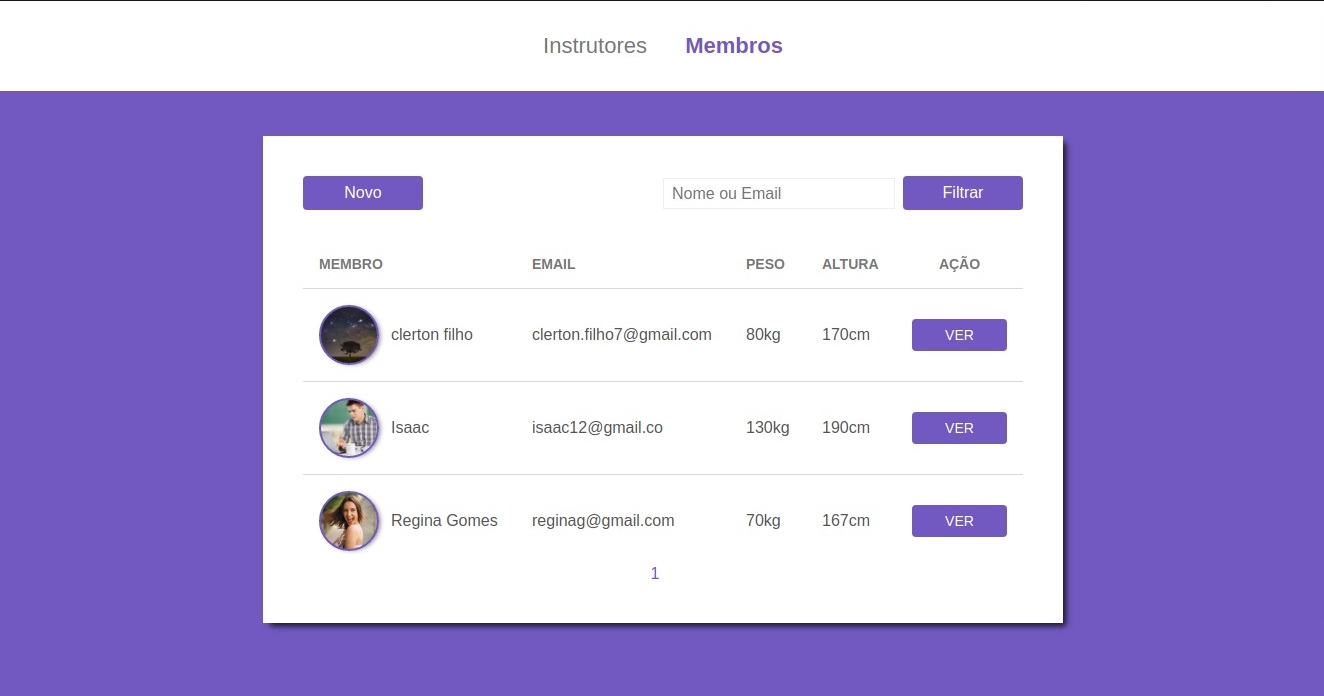 Instrutores Membros
Novo Nome ou Email Filtrar
MEMBRO EMAIL PESO ALTURA AÇÃO
clerton filho clerton.filho7@gmail.com 80kg 170cm VER
Isaac isaac12@gmail.co 130kg 190cm VER
Regina Gomes reginag@gmail.com 70kg 167cm VER
1